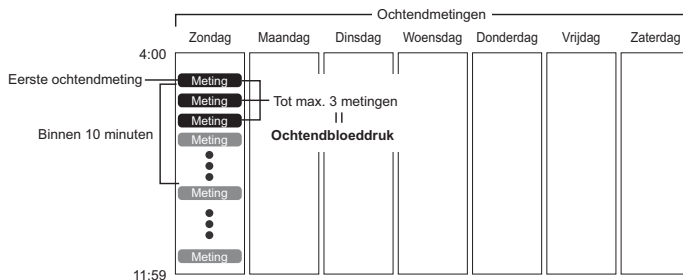 Ochtendmetingen
Zondag Maandag Dinsdag Woensdag Donderdag Vrijdag Zaterdag
4:00
Eerste ochtendmeting
Meting
Meting
Tot max. 3 metingen
Meting
Binnen 10 minuten
Meting
Ochtendbloeddruk
Meting
Meting
11:59